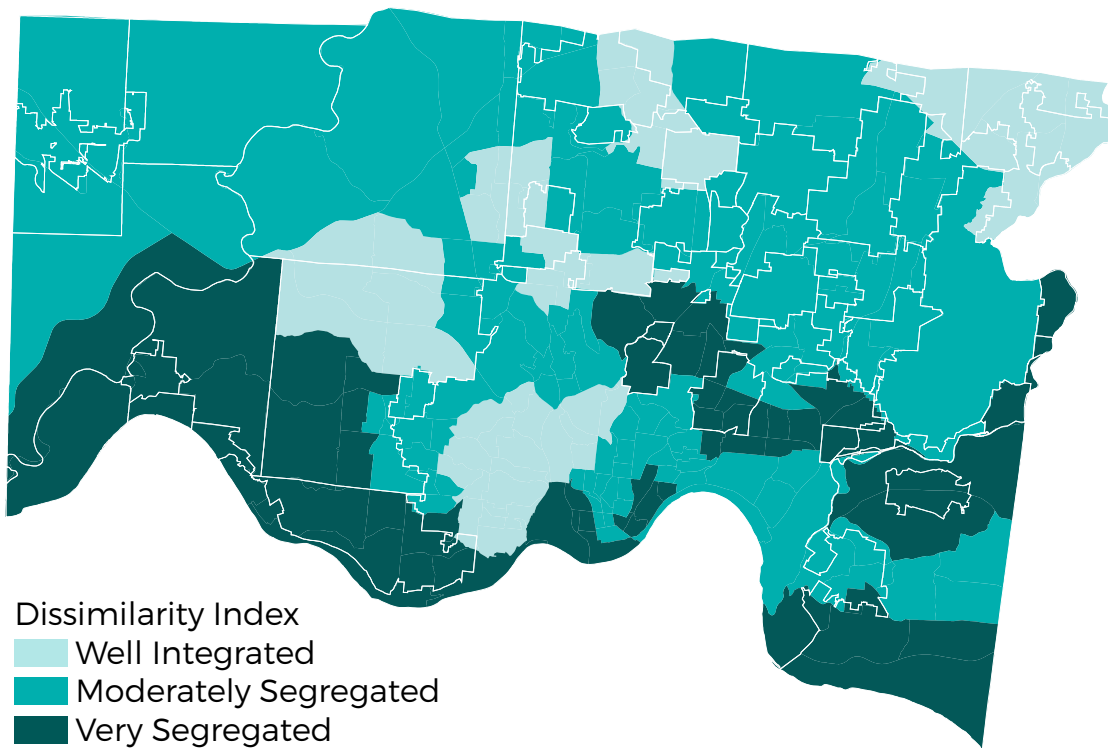 Dissimilarity Index
Well Integrated
Moderately Segregated
Very Segregated